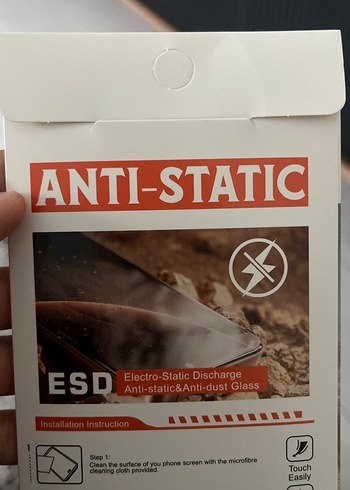 ANTI-STATIC
ESD
Electro-Static Discharge
Anti-static&Anti-dust Glass
Installation Instruction
1
Step 1:
Clean the surface of you phone screen with the microfibre
cleaning cloth provided.
Touch
Easily